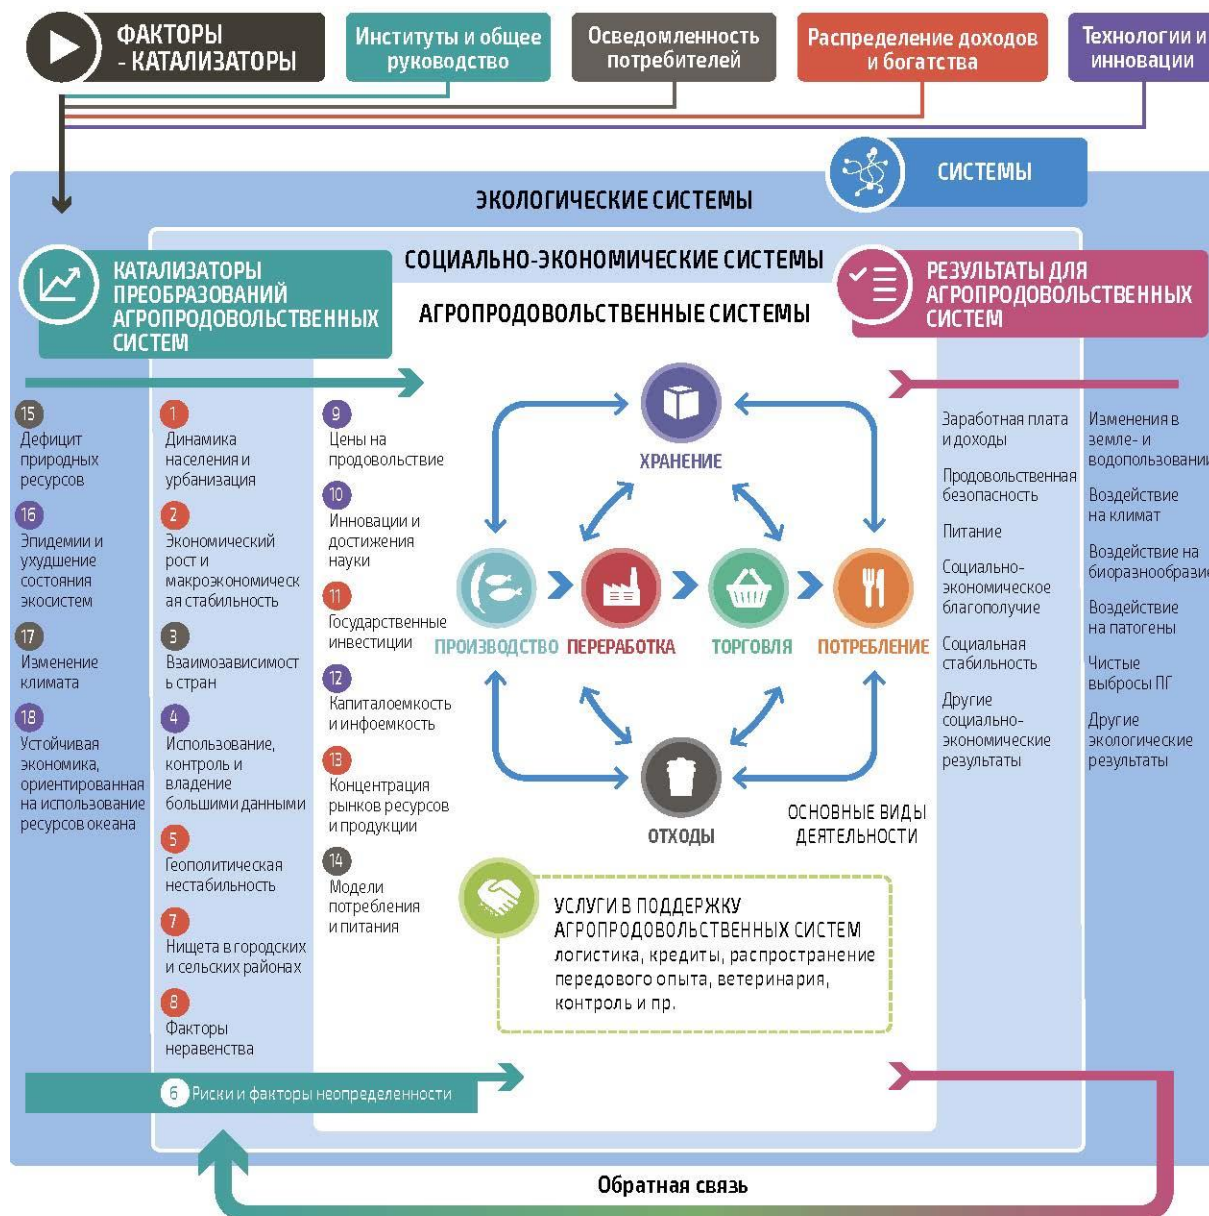 ФАКТОРЫ
- КАТАЛИЗАТОРЫ
Институты и общее
руководство
Осведомленность
потребителей
Распределение доходов
и богатства
Технологии и
инновации
СИСТЕМЫ
ЭКОЛОГИЧЕСКИЕ СИСТЕМЫ
СОЦИАЛЬНО-ЭКОНОМИЧЕСКИЕ СИСТЕМЫ
АГРОПРОДОВОЛЬСТВЕННЫЕ СИСТЕМЫ
КАТАЛИЗАТОРЫ
ПРЕОБРАЗОВАНИЙ
АГРОПРОДОВОЛЬСТВЕННЫХ
СИСТЕМ
РЕЗУЛЬТАТЫ ДЛЯ
АГРОПРОДОВОЛЬСТВЕННЫХ
СИСТЕМ
15
Дефицит
природных
ресурсов
16
Эпидемии и
ухудшение
состояния
экосистем
17
Изменение
климата
18
Устойчивая
экономика,
ориентированная
на использование
ресурсов океана
1
Динамика
населения и
урбанизация
2
Экономический
рост и
макроэкономическ
ая стабильность
3
Взаимозависимост
ь стран
4
Использование,
контроль и
владение
большими данными
5
Геополитическая
нестабильность
7
Нищета в городских
и сельских районах
8
Факторы
неравенства
9
Цены на
продовольствие
10
Инновации и
достижения
науки
11
Государственные
инвестиции
12
Капиталоемкость
и инфоемкость
13
Концентрация
рынков ресурсов
и продукции
14
Модели
потребления
и питания
ХРАНЕНИЕ
ПРОИЗВОДСТВО
ПЕРЕРАБОТКА
ТОРГОВЛЯ
ПОТРЕБЛЕНИЕ
ОТХОДЫ
ОСНОВНЫЕ ВИДЫ
ДЕЯТЕЛЬНОСТИ
УСЛУГИ В ПОДДЕРЖКУ
АГРОПРОДОВОЛЬСТВЕННЫХ СИСТЕМ
логистика, кредиты, распространение
передового опыта, ветеринария,
контроль и пр.
Заработная плата
и доходы
Продовольственная
безопасность
Питание
Социально-
экономическое
благополучие
Социальная
стабильность
Другие
социально-
экономические
результаты
Изменения в
земле- и
водопользовании
Воздействие
на климат
Воздействие на
биоразнообразие
Воздействие
на патогены
Чистые
выбросы ПГ
Другие
экологические
результаты
6 Риски и факторы неопределенности
Обратная связь